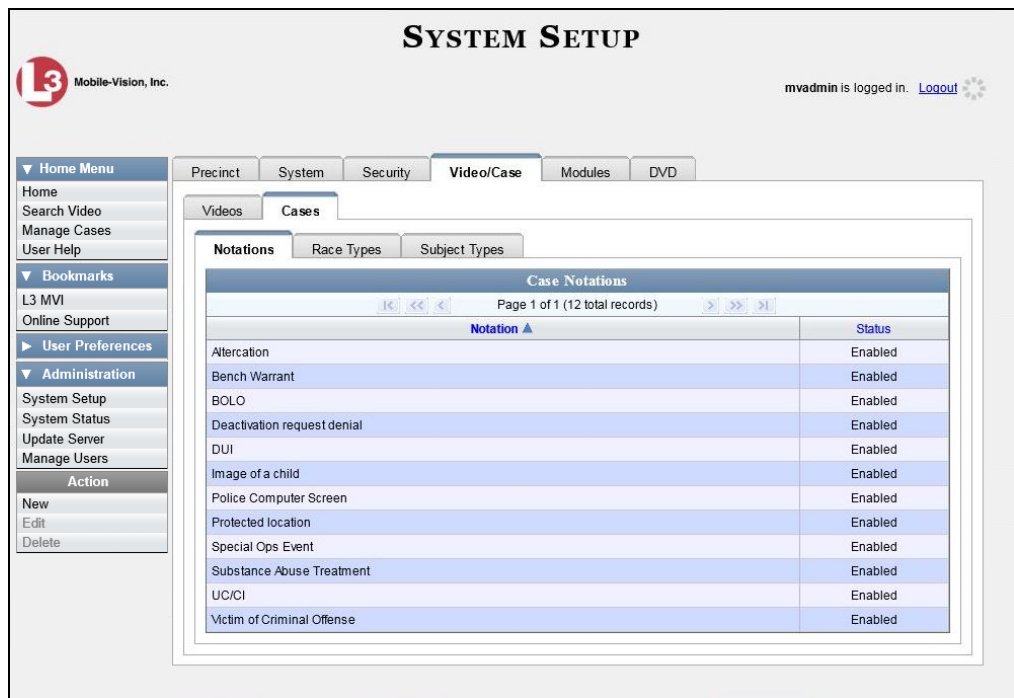 SYSTEM SETUP
L3 Mobile-Vision, Inc.
mvadmin is logged in. Logout
▼ Home Menu
Home
Search Video
Manage Cases
User Help
▼ Bookmarks
L3 MVI
Online Support
► User Preferences
▼ Administration
System Setup
System Status
Update Server
Manage Users
Action
New
Edit
Delete
Precinct System Security Video/Case Modules DVD
Videos Cases
Notations Race Types Subject Types
Case Notations
|< << < Page 1 of 1 (12 total records) > >> >|
Notation ▲ Status
Altercation Enabled
Bench Warrant Enabled
BOLO Enabled
Deactivation request denial Enabled
DUI Enabled
Image of a child Enabled
Police Computer Screen Enabled
Protected location Enabled
Special Ops Event Enabled
Substance Abuse Treatment Enabled
UC/CI Enabled
Victim of Criminal Offense Enabled